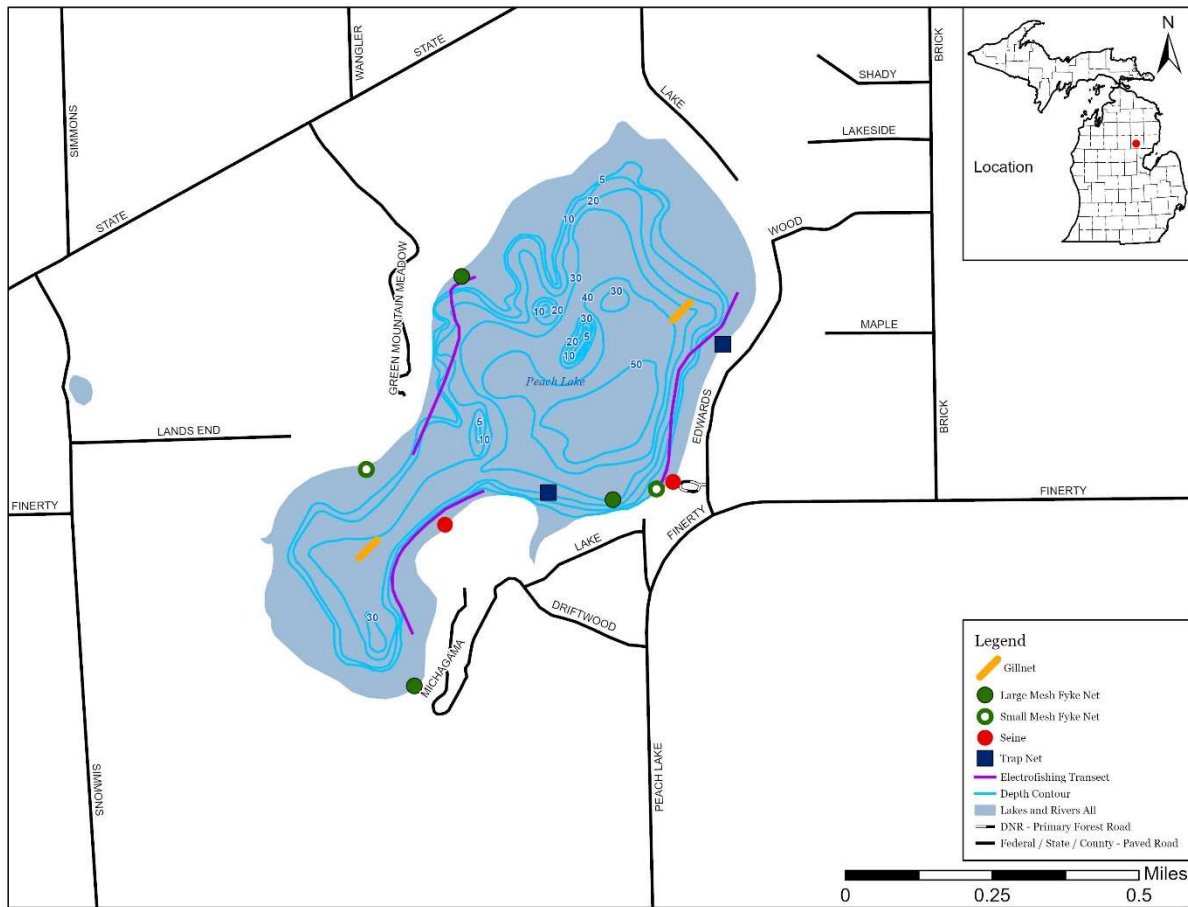 WANGLER
STATE
BRICK
N
SHADY
SIMMONS
LAKE
LAKESIDE
Location
STATE
WOOD
5
20
10
GREEN MOUNTAIN MEADOW
30
40
30
10
20
30
5
20
10
MAPLE
50
Peach Lake
EDWARDS
BRICK
5
10
LANDS END
FINERTY
FINERTY
FINERTY
LAKE
DRIFTWOOD
30
MICHAGAMA
SIMMONS
PEACH LAKE
Legend
Gillnet
Large Mesh Fyke Net
Small Mesh Fyke Net
Seine
Trap Net
Electrofishing Transect
Depth Contour
Lakes and Rivers All
DNR - Primary Forest Road
Federal / State / County - Paved Road
Miles
0
0.25
0.5